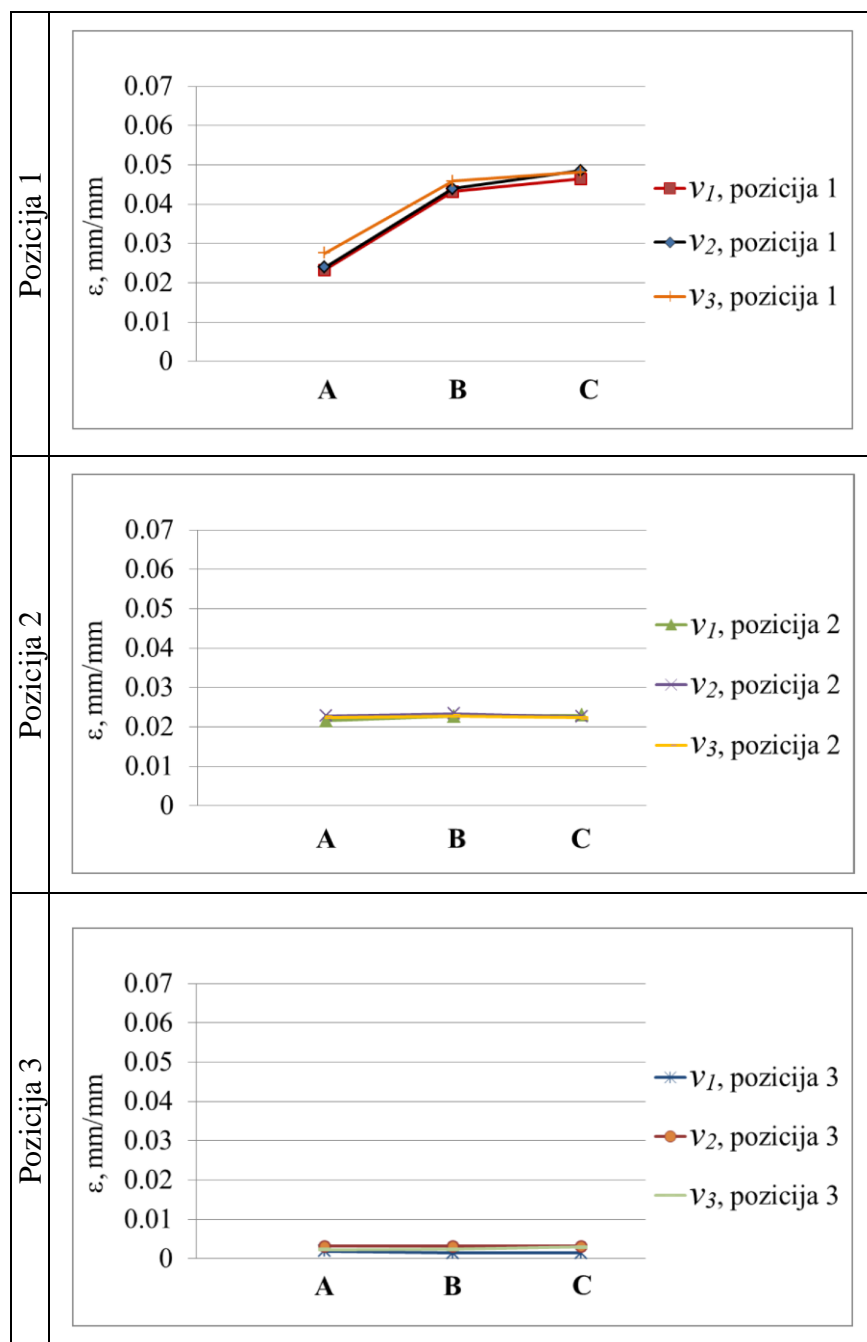 Pozicija 1
0.07
0.06
0.05
0.04
0.03
0.02
0.01
0
ε, mm/mm
A B C
v1, pozicija 1
v2, pozicija 1
v3, pozicija 1
Pozicija 2
0.07
0.06
0.05
0.04
0.03
0.02
0.01
0
ε, mm/mm
A B C
v1, pozicija 2
v2, pozicija 2
v3, pozicija 2
Pozicija 3
0.07
0.06
0.05
0.04
0.03
0.02
0.01
0
ε, mm/mm
A B C
v1, pozicija 3
v2, pozicija 3
v3, pozicija 3